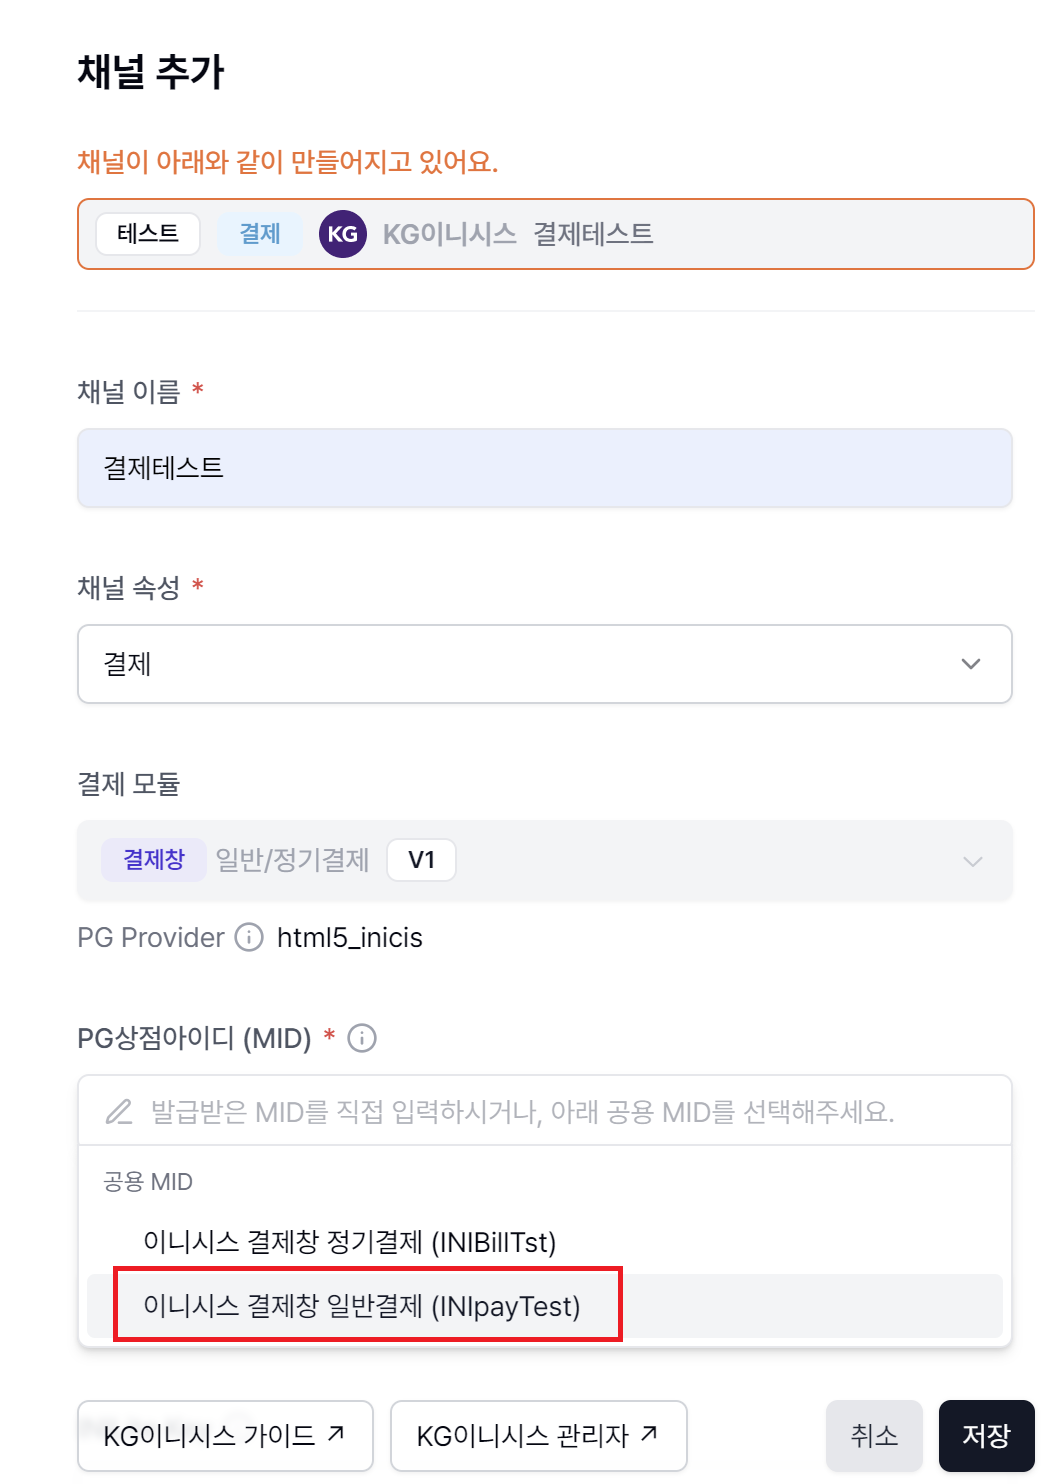 채널 추가
채널이 아래와 같이 만들어지고 있어요.
테스트 결제 KG KG이니시스 결제테스트
채널 이름 *
결제테스트
채널 속성 *
결제
결제 모듈
결제창 일반/정기결제 V1
PG Provider html5_inicis
PG상점아이디 (MID) *
발급받은 MID를 직접 입력하시거나, 아래 공용 MID를 선택해주세요.
공용 MID
이니시스 결제창 정기결제 (INIBillTst)
이니시스 결제창 일반결제 (INIpayTest)
KG이니시스 가이드 KG이니시스 관리자 취소 저장